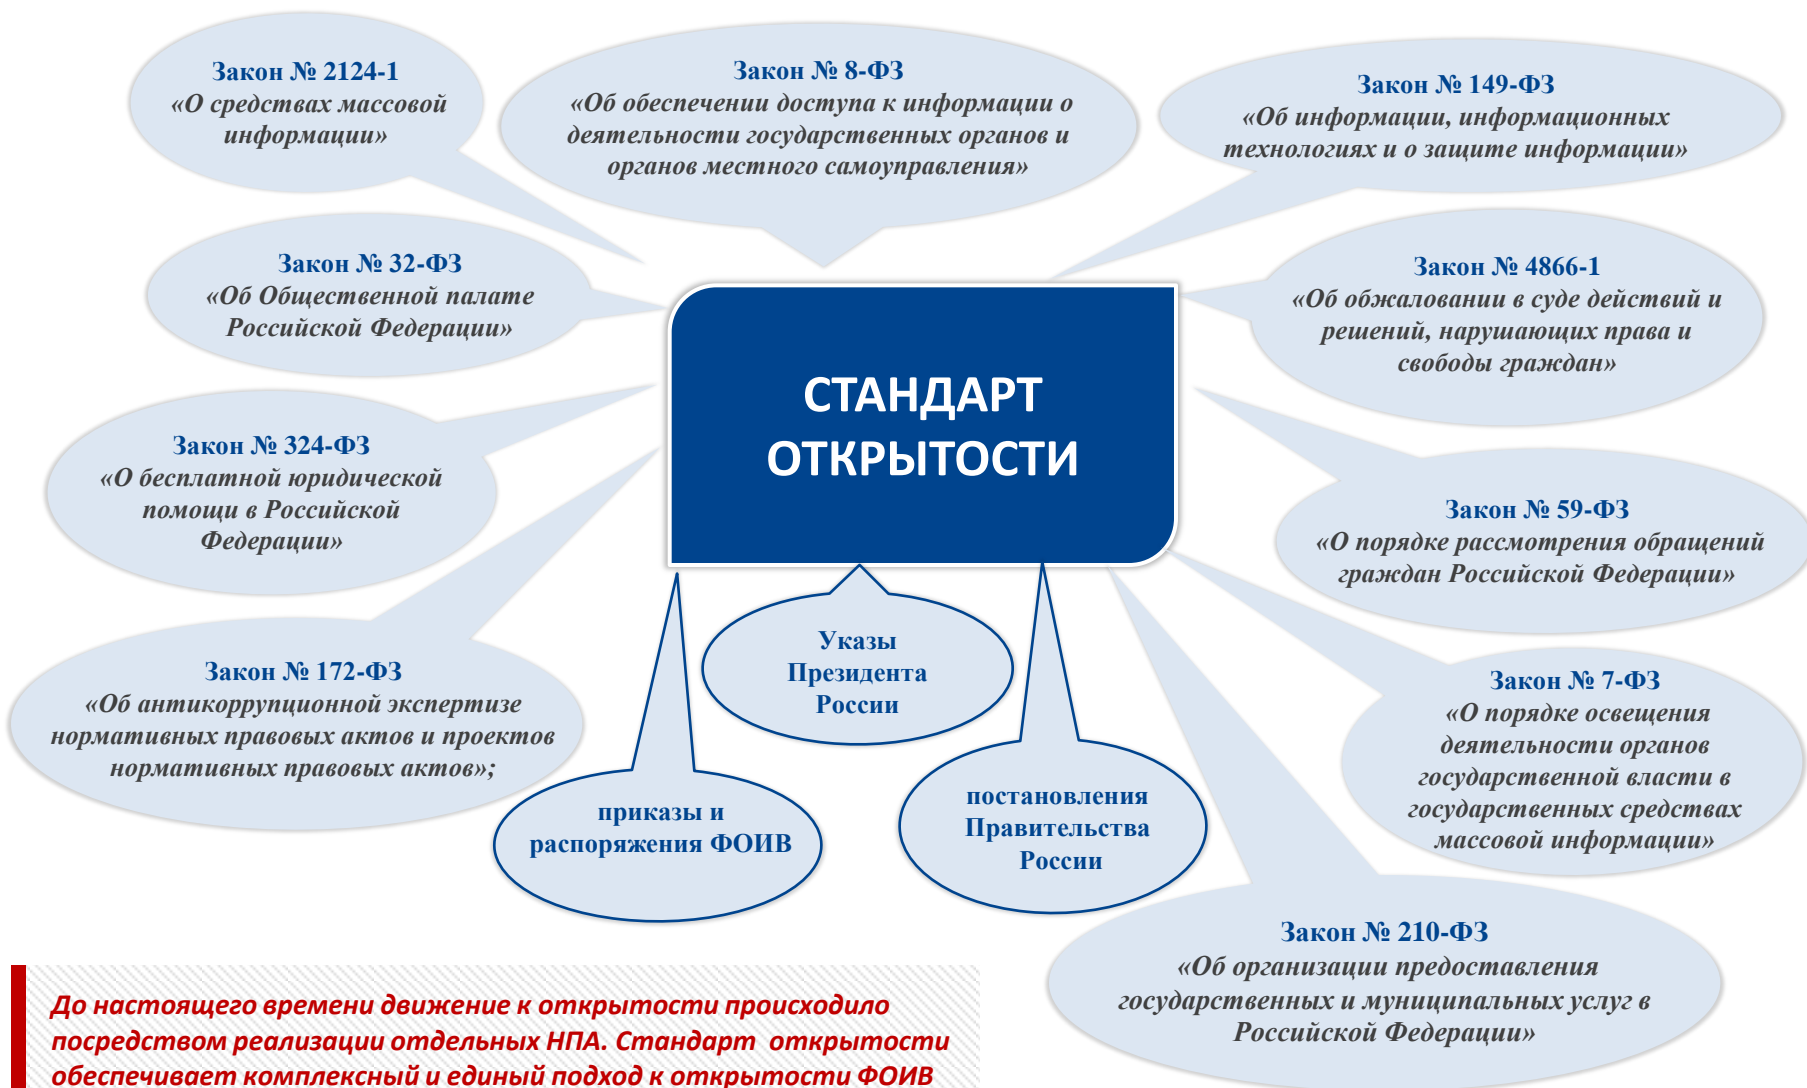 Закон № 2124-1
«О средствах массовой
информации»
Закон № 8-ФЗ
«Об обеспечении доступа к информации о
деятельности государственных органов и
органов местного самоуправления»
Закон № 149-ФЗ
«Об информации, информационных
технологиях и о защите информации»
Закон № 32-ФЗ
«Об Общественной палате
Российской Федерации»
Закон № 4866-1
«Об обжаловании в суде действий и
решений, нарушающих права и
свободы граждан»
СТАНДАРТ
ОТКРЫТОСТИ
Закон № 324-ФЗ
«О бесплатной юридической
помощи в Российской
Федерации»
Закон № 59-ФЗ
«О порядке рассмотрения обращений
граждан Российской Федерации»
Закон № 172-ФЗ
«Об антикоррупционной экспертизе
нормативных правовых актов и проектов
нормативных правовых актов»;
Указы
Президента
России
Закон № 7-ФЗ
«О порядке освещения
деятельности органов
государственной власти в
государственных средствах
массовой информации»
приказы и
распоряжения ФОИВ
постановления
Правительства
России
Закон № 210-ФЗ
«Об организации предоставления
государственных и муниципальных услуг в
Российской Федерации»
До настоящего времени движение к открытости происходило
посредством реализации отдельных НПА. Стандарт открытости
обеспечивает комплексный и единый подход к открытости ФОИВ